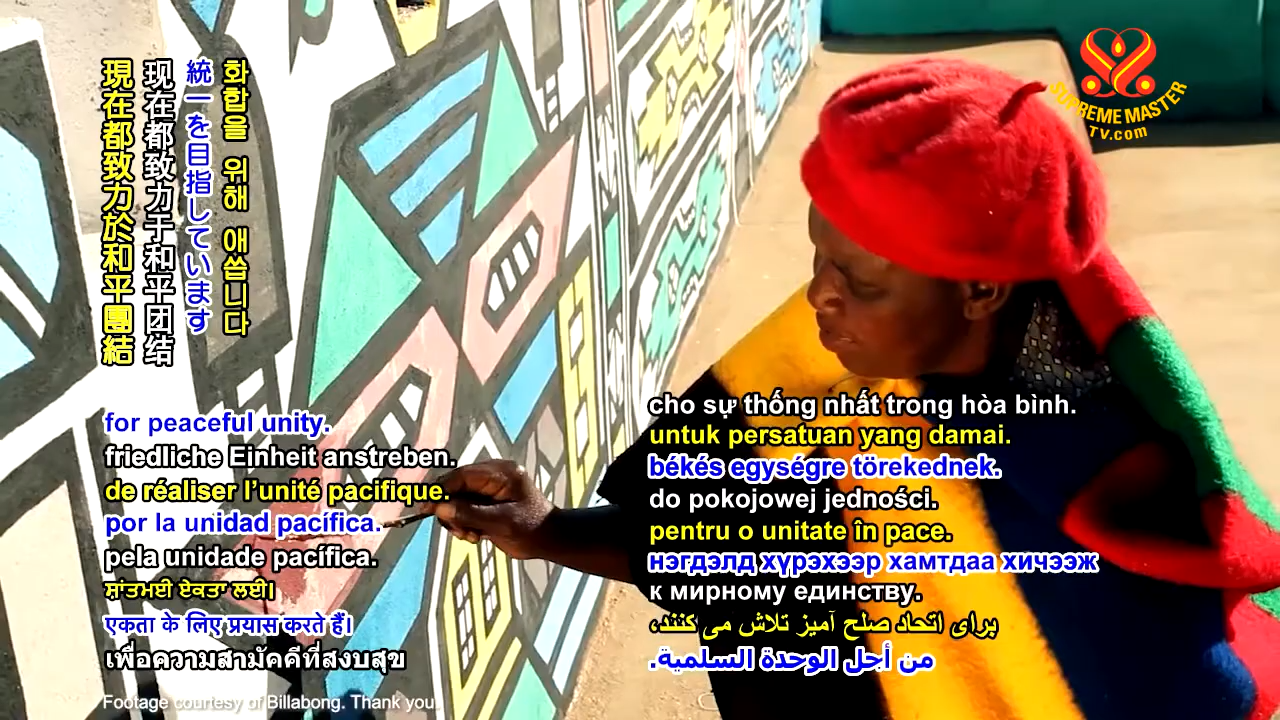 現在都致力於和平團結
现在都致力于和平团结
統一を目指しています
화합을 위해 애씁니다
SUPREME MASTER
TV.com
for peaceful unity.
friedliche Einheit anstreben.
de réaliser l’unité pacifique.
por la unidad pacífica.
pela unidade pacífica.
ਸ਼ਾਂਤਮਈ ਏਕਤਾ ਲਈ।
एकता के लिए प्रयास करते हैं।
เพื่อความสามัคคีที่สงบสุข
cho sự thống nhất trong hòa bình.
untuk persatuan yang damai.
békés egységre törekednek.
do pokojowej jedności.
pentru o unitate în pace.
нэгдэлд хүрэхээр хамтдаа хичээж
к мирному единству.
برای اتحاد صلح آمیز تلاش می کنند،
من أجل الوحدة السلمية.
Footage courtesy of Billabong. Thank you.